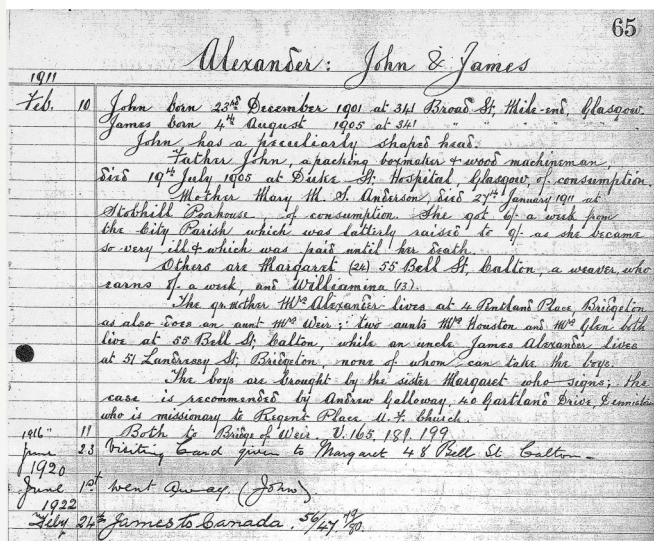 65
Alexander: John & James
1911
Feb. 10 John born 23rd December 1901 at 341 Broad St, Mile-end, Glasgow.
James born 4th August 1905 at 341 " " " "
John has a peculiarly shaped head.
Father John, a packing boxmaker & wood machineman,
died 19th July 1905 at Duke St. Hospital, Glasgow, of consumption.
Mother Mary M. S. Anderson, died 27th January 1911 at
Stobhill Poorhouse, of consumption. She got 6/- a week from
the City Parish which was latterly raised to 9/- as she became
so very ill & which was paid until her death.
Others are Margaret (24) 55 Bell St, Calton, a weaver, who
earns 8/- a week, and Williamina (13).
The gr. mother Mrs Alexander lives at 4 Pentland Place, Bridgeton
as also does an aunt Mrs Weir; two aunts Mrs Houston and Mrs Glen both
live at 55 Bell St, Calton, while an uncle James Alexander lives
at 51 Landressy St, Bridgeton, none of whom can take the boys.
The boys are brought by the sister Margaret who signs; the
case is recommended by Andrew Galloway, 40 Gartland Drive, Dennistoun
who is missionary to Regent Place U. F. Church.
" 11 Both to Bridge of Weir. V. 165, 189. 199.
1916
June 23 Visiting Card given to Margaret 48 Bell St Calton
1920
June 1st went away (John)
1922
Feby 24th James to Canada. 56/47 79/80.